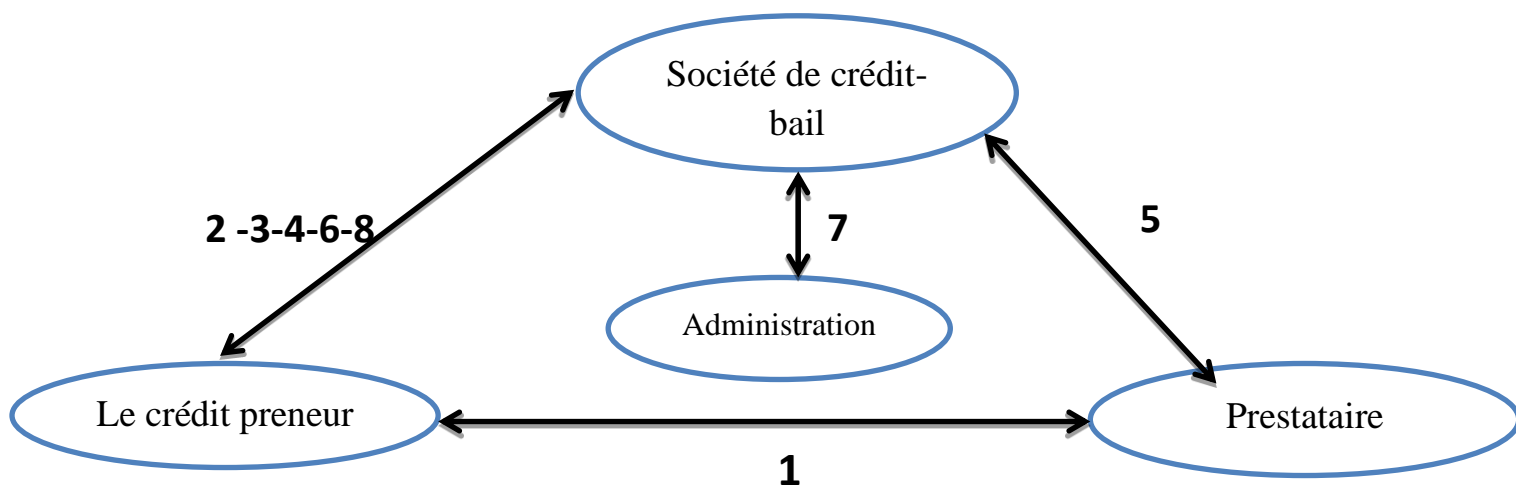 Société de crédit-
bail
2 -3-4-6-8
7
5
Administration
Le crédit preneur
Prestataire
1